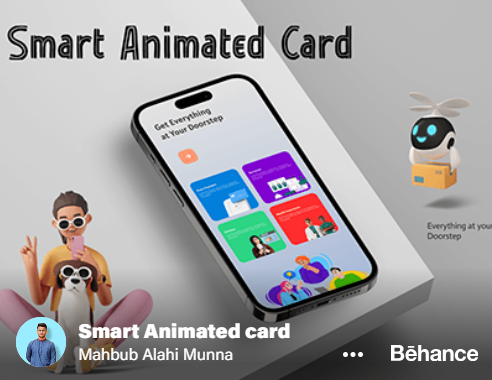 Smart Animated Card
Get Everything
at Your Doorstep
Everything at your
Doorstep
Smart Animated card
Mahbub Alahi Munna
Bēhance